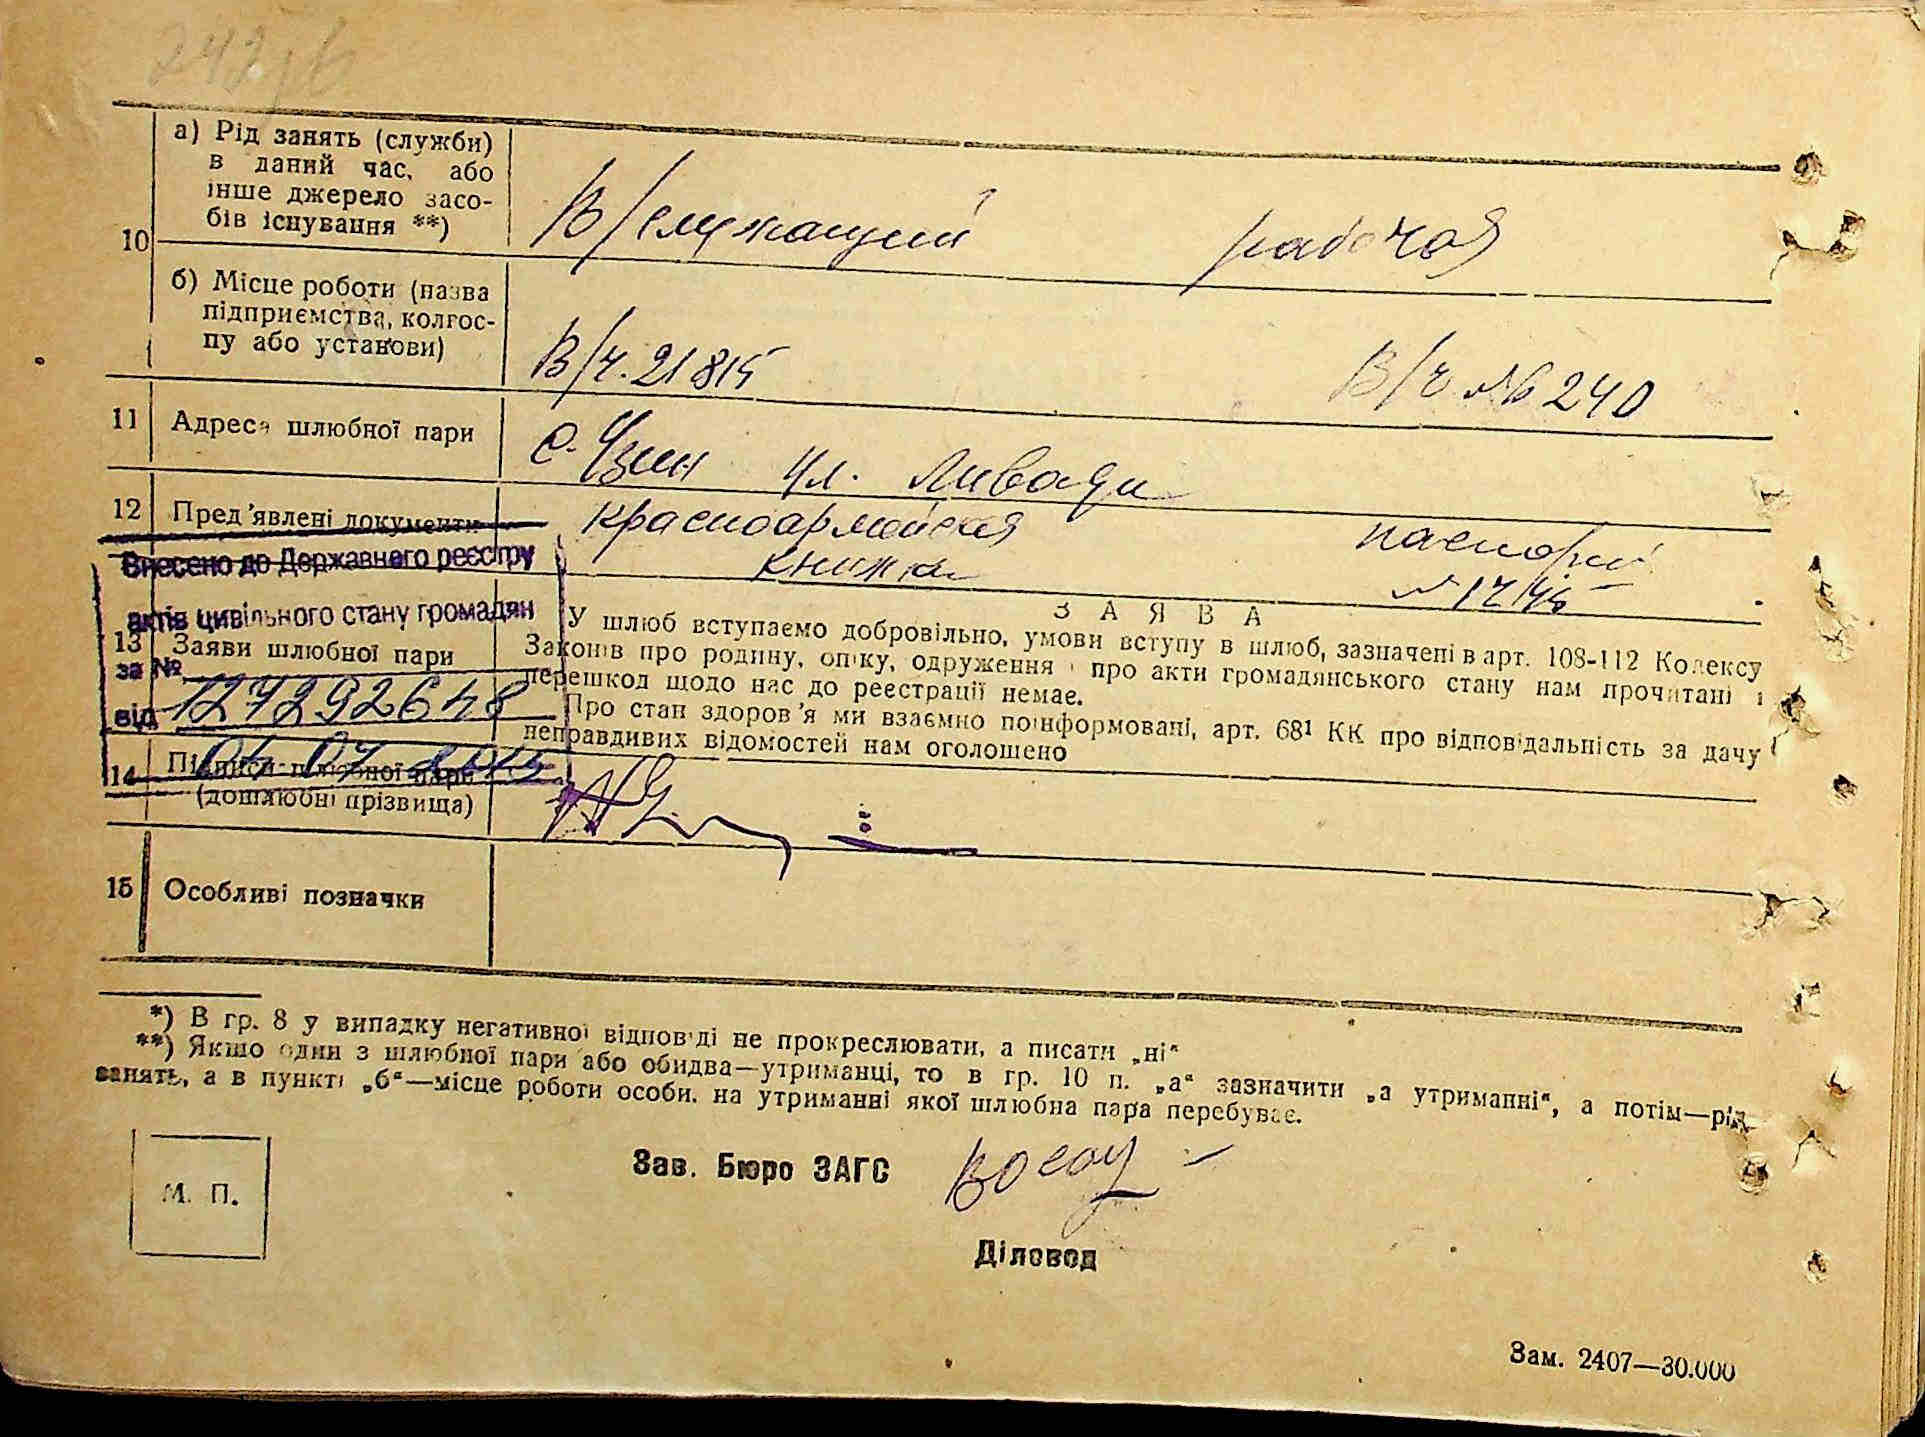 242 / б
10
а) Рід занять (служби)
в даний час, або
інше джерело засо-
бів існування **)
В/служащий рабочая
б) Місце роботи (назва
підприємства, колгос-
пу або установи)
В/ч. 21815 В/ч № 240
11 Адреса шлюбної пари
с. Узин ул. Ливади
12 Пред'явлені документи
красноармейская паспорт
книжка
Внесено до Державного реєстру
актів цивільного стану громадян
за №
від
13 Заяви шлюбної пари
ЗАЯВА
У шлюб вступаємо добровільно, умови вступу в шлюб, зазначені в арт. 108-112 Кодексу
Законів про родину, опіку, одруження і про акти громадянського стану нам прочитані і
перешкод щодо нас до реєстрації немає.
Про стан здоров'я ми взаємно поінформовані, арт. 68¹ КК про відповідальність за дачу
неправдивих відомостей нам оголошено
14 Підписи шлюбної пари
(дошлюбні прізвища)
15 Особливі позначки
*) В гр. 8 у випадку негативної відповіді не прокреслювати, а писати „ні"
**) Якшо один з шлюбної пари або обидва—утриманці, то в гр. 10 п. „а" зазначити „а утриманні", а потім—рід
занять, а в пункті „б"—місце роботи особи, на утриманні якої шлюбна пара перебуває.
М. П.
Зав. Бюро ЗАГС
Діловод
Зам. 2407—30.000